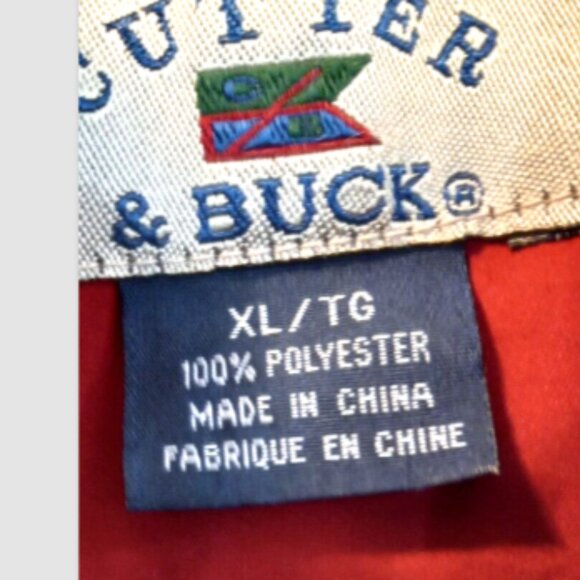 CUTTER
& BUCK®
XL/TG
100% POLYESTER
MADE IN CHINA
FABRIQUE EN CHINE